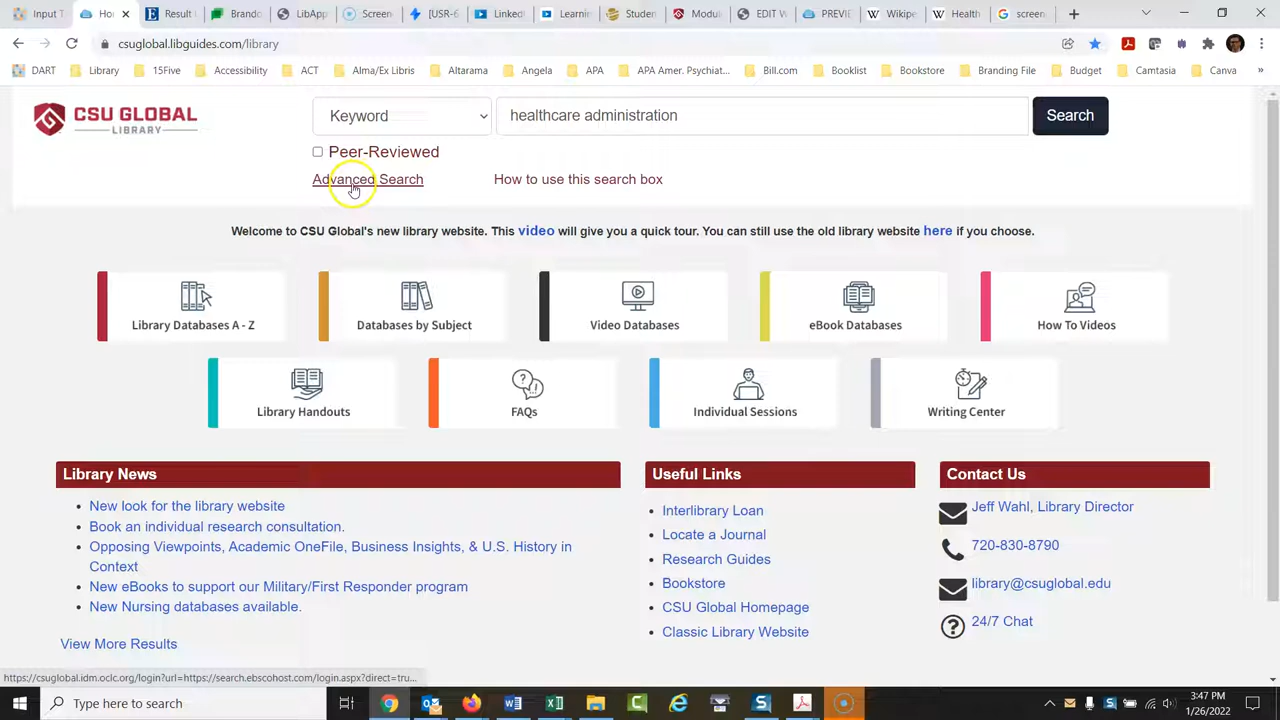 Input T
Hor
Result
Brando
LibApp
Screen
[USR-6
LinkedI
Learnin
Studen
Modul
EDIT W
PREVI
Wikipe
Health
screen
csuglobal.libguides.com/library
DART
Library
15Five
Accessibility
ACT
Alma/Ex Libris
Altarama
Angela
APA
APA Amer. Psychiat...
Bill.com
Booklist
Bookstore
Branding File
Budget
Camtasia
Canva
»
CSU GLOBAL
LIBRARY
Keyword
healthcare administration
Search
Peer-Reviewed
Advanced Search
How to use this search box
Welcome to CSU Global's new library website. This video will give you a quick tour. You can still use the old library website here if you choose.
Library Databases A - Z
Databases by Subject
Video Databases
eBook Databases
How To Videos
Library Handouts
FAQs
Individual Sessions
Writing Center
Library News
New look for the library website
Book an individual research consultation.
Opposing Viewpoints, Academic OneFile, Business Insights, & U.S. History in
Context
New eBooks to support our Military/First Responder program
New Nursing databases available.
View More Results
Useful Links
Interlibrary Loan
Locate a Journal
Research Guides
Bookstore
CSU Global Homepage
Classic Library Website
Contact Us
Jeff Wahl, Library Director
720-830-8790
library@csuglobal.edu
24/7 Chat
https://csuglobal.idm.oclc.org/login?url=https://search.ebscohost.com/login.aspx?direct=tru...
Type here to search
3:47 PM
1/26/2022